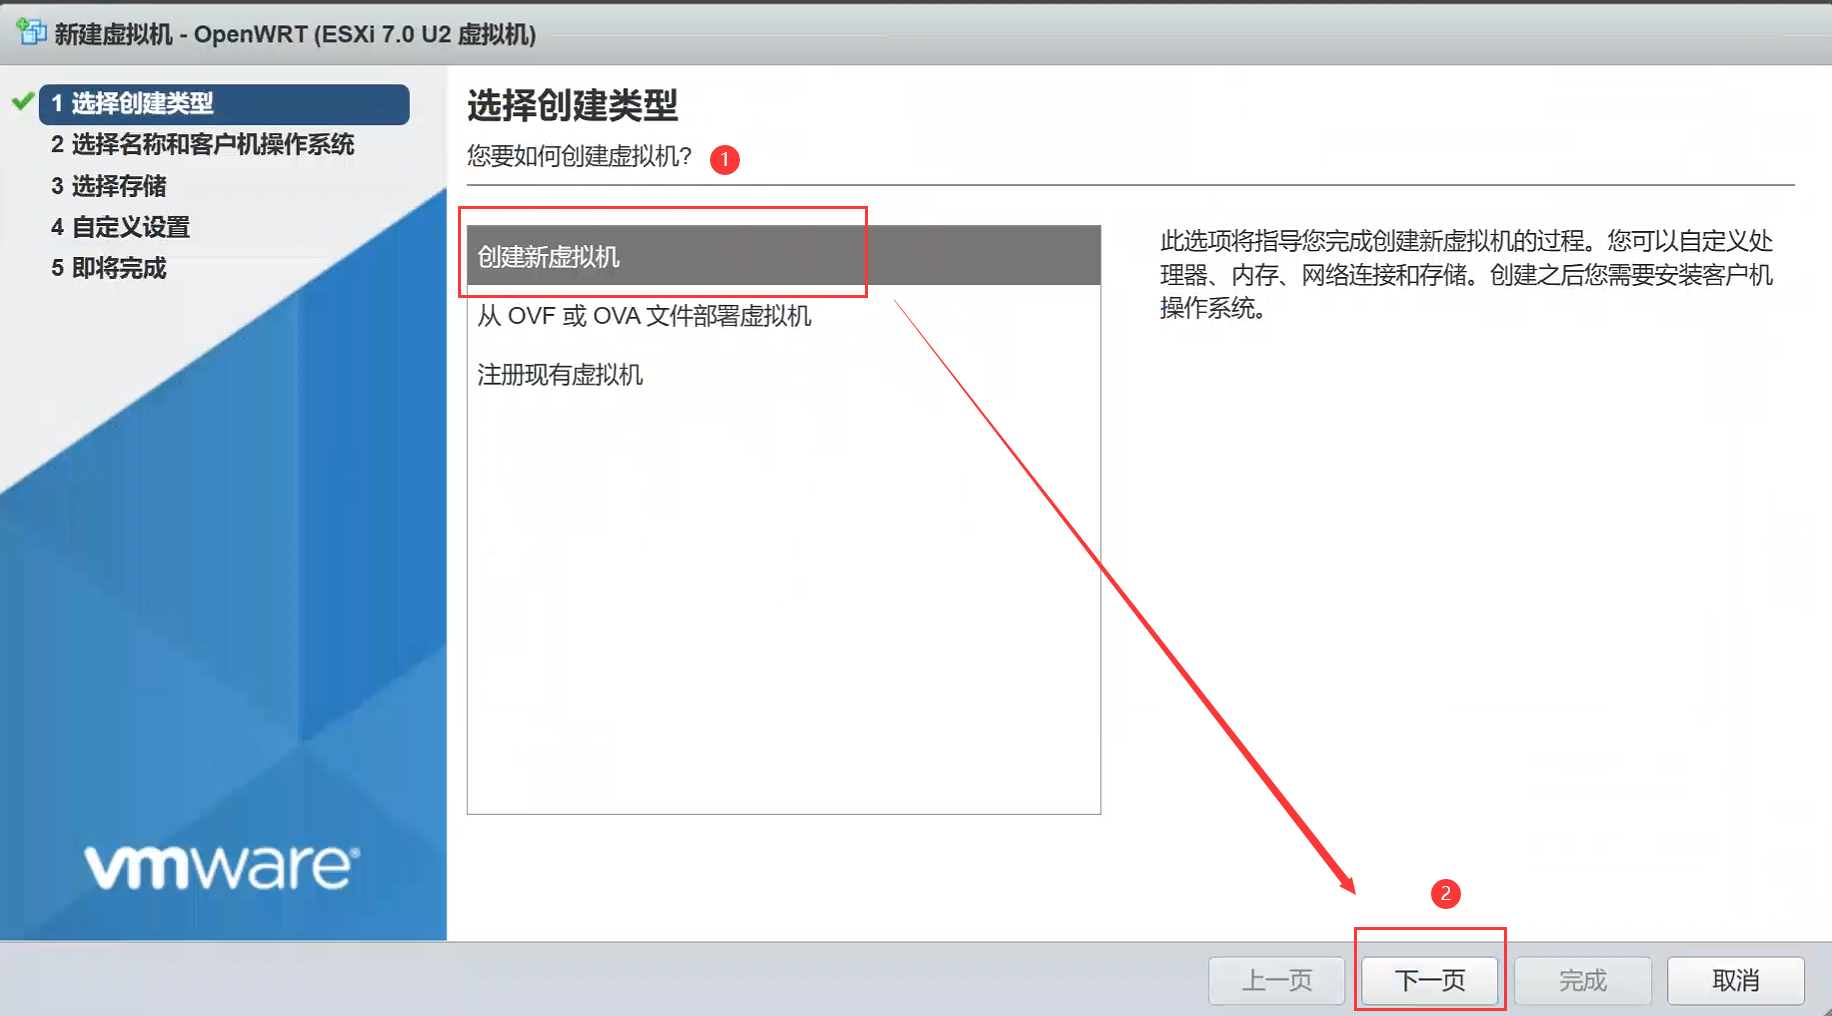 新建虚拟机 - OpenWRT (ESXi 7.0 U2 虚拟机)
1 选择创建类型
2 选择名称和客户机操作系统
3 选择存储
4 自定义设置
5 即将完成
vmware®
选择创建类型
您要如何创建虚拟机?
1
创建新虚拟机
从 OVF 或 OVA 文件部署虚拟机
注册现有虚拟机
此选项将指导您完成创建新虚拟机的过程。您可以自定义处
理器、内存、网络连接和存储。创建之后您需要安装客户机
操作系统。
2
上一页
下一页
完成
取消